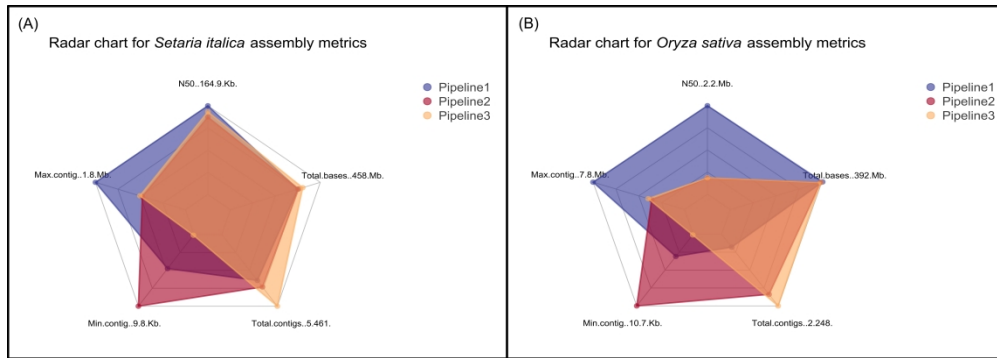 (A)
Radar chart for Setaria italica assembly metrics
N50..164.9.Kb.
Pipeline1
Pipeline2
Pipeline3
Max.contig..1.8.Mb.
Total.bases..458.Mb.
Min.contig..9.8.Kb.
Total.contigs..5.461.
(B)
Radar chart for Oryza sativa assembly metrics
N50..2.2.Mb.
Pipeline1
Pipeline2
Pipeline3
Max.contig..7.8.Mb.
Total.bases..392.Mb.
Min.contig..10.7.Kb.
Total.contigs..2.248.